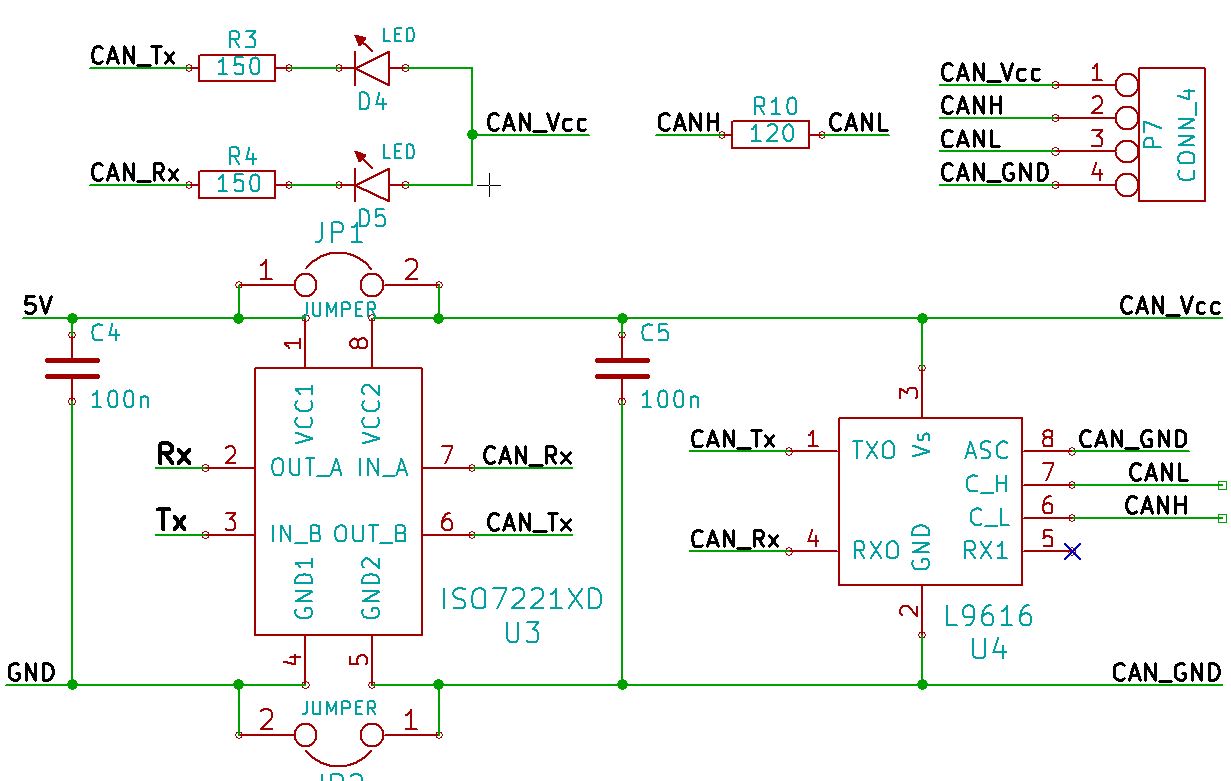 CAN_Tx
R3
150
LED
D4
CAN_Rx
R4
150
LED
D5
CAN_Vcc
CANH
R10
120
CANL
CAN_Vcc 1
CANH 2
CANL 3
CAN_GND 4
P7
CONN_4
JP1
1 2
JUMPER
5V
C4
100n
1 8
VCC1 VCC2
Rx 2 OUT_A IN_A 7 CAN_Rx
Tx 3 IN_B OUT_B 6 CAN_Tx
GND1 GND2
4 5
ISO7221XD
U3
C5
100n
CAN_Vcc
3
Vs
CAN_Tx 1 TXO ASC 8 CAN_GND
C_H 7 CANL
C_L 6 CANH
CAN_Rx 4 RXO RX1 5
GND
2
L9616
U4
GND
CAN_GND
JUMPER
2 1